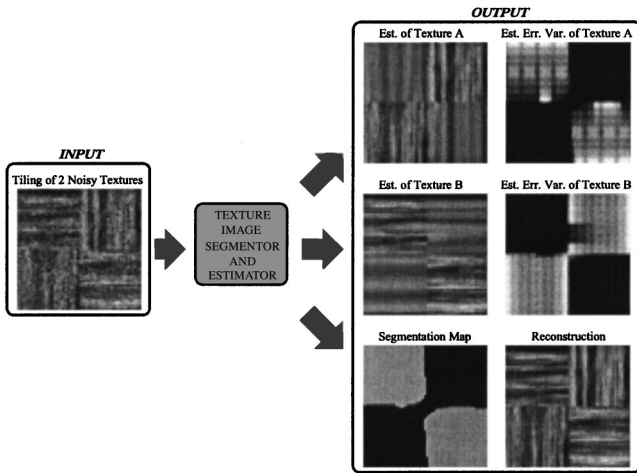 OUTPUT
Est. of Texture A
Est. Err. Var. of Texture A
INPUT
Tiling of 2 Noisy Textures
TEXTURE
IMAGE
SEGMENTOR
AND
ESTIMATOR
Est. of Texture B
Est. Err. Var. of Texture B
Segmentation Map
Reconstruction